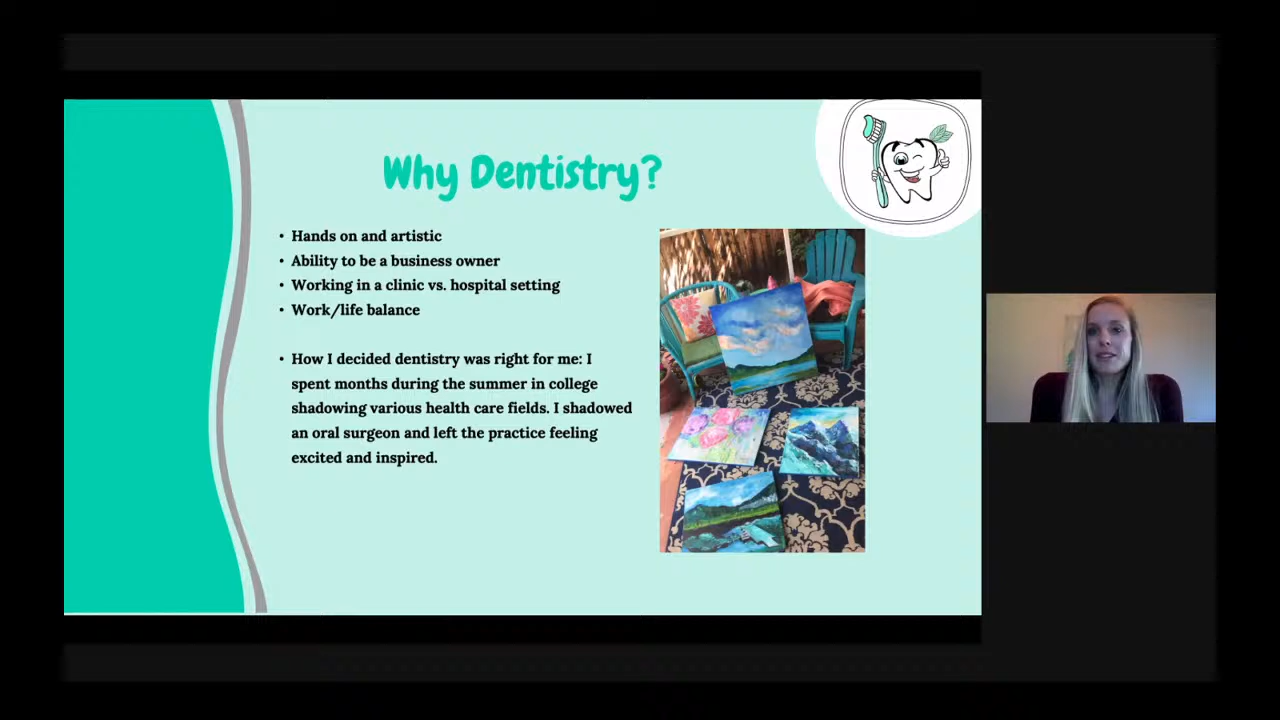 Why Dentistry?
• Hands on and artistic
• Ability to be a business owner
• Working in a clinic vs. hospital setting
• Work/life balance
• How I decided dentistry was right for me: I
spent months during the summer in college
shadowing various health care fields. I shadowed
an oral surgeon and left the practice feeling
excited and inspired.